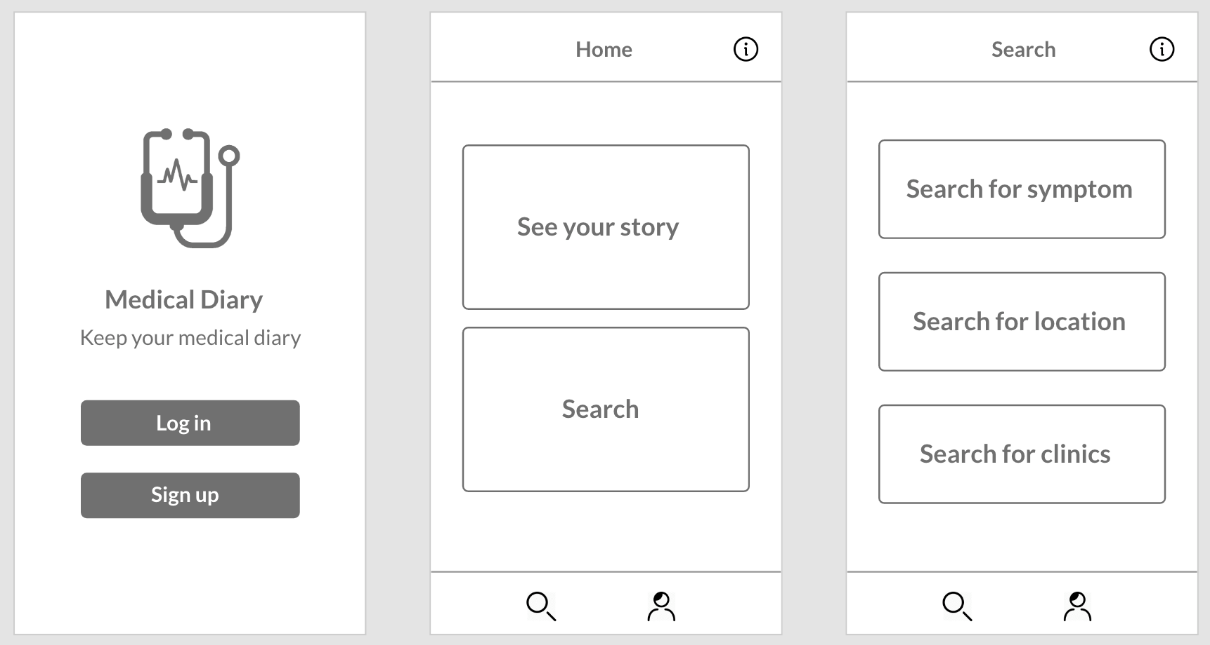 Medical Diary
Keep your medical diary
Log in
Sign up
Home
See your story
Search
Search
Search for symptom
Search for location
Search for clinics